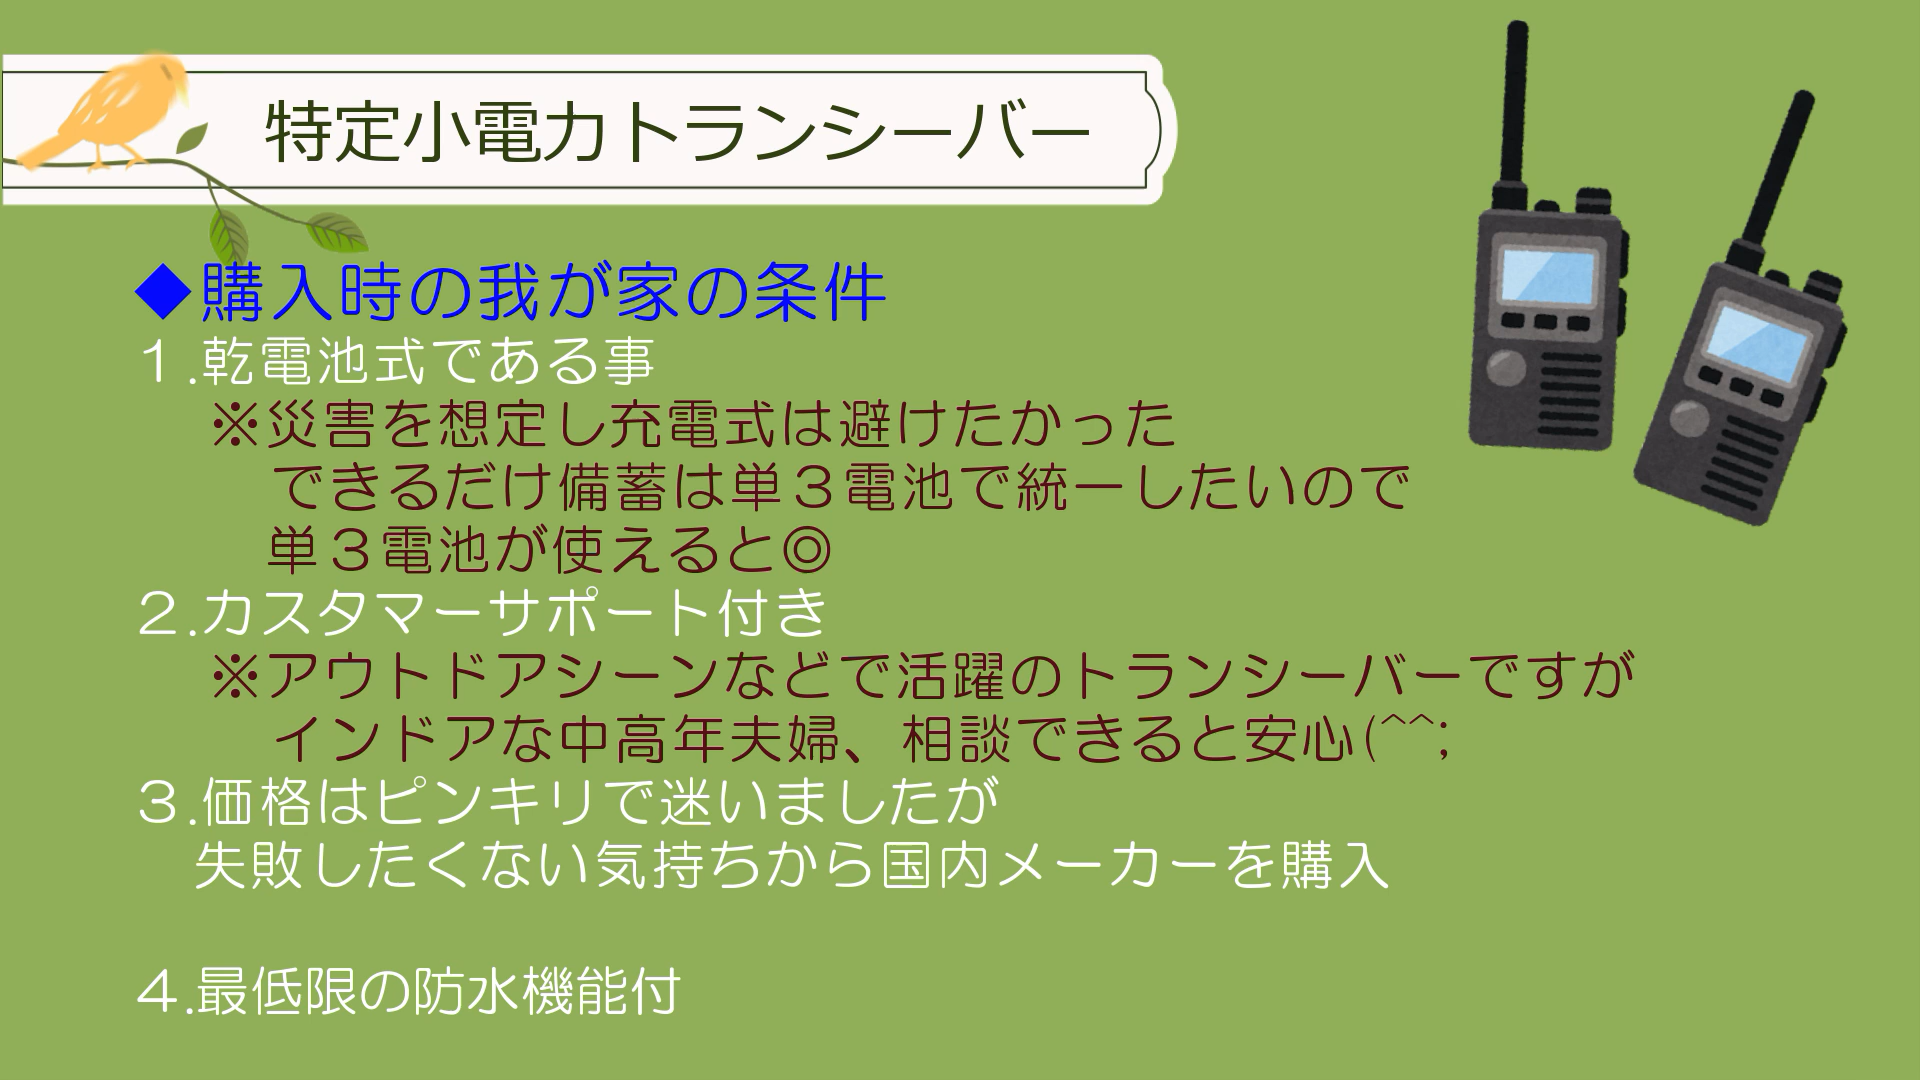 特定小電力トランシーバー
◆購入時の我が家の条件
１.乾電池式である事
※災害を想定し充電式は避けたかった
できるだけ備蓄は単３電池で統一したいので
単３電池が使えると◎
２.カスタマーサポート付き
※アウトドアシーンなどで活躍のトランシーバーですが
インドアな中高年夫婦、相談できると安心(^^;
３.価格はピンキリで迷いましたが
失敗したくない気持ちから国内メーカーを購入
４.最低限の防水機能付